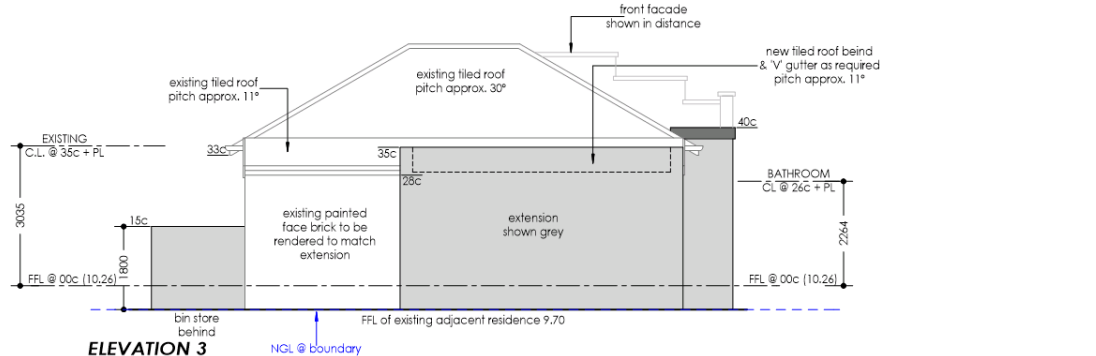 front facade
shown in distance
new tiled roof beind
& 'V' gutter as required
pitch approx. 11°
existing tiled roof
pitch approx. 11°
existing tiled roof
pitch approx. 30°
40c
EXISTING
C.L. @ 35c + PL
33c
35c
28c
BATHROOM
CL @ 26c + PL
15c
3035
1800
existing painted
face brick to be
rendered to match
extension
extension
shown grey
2264
FFL @ 00c (10.26)
FFL @ 00c (10.26)
bin store
behind
FFL of existing adjacent residence 9.70
ELEVATION 3
NGL @ boundary